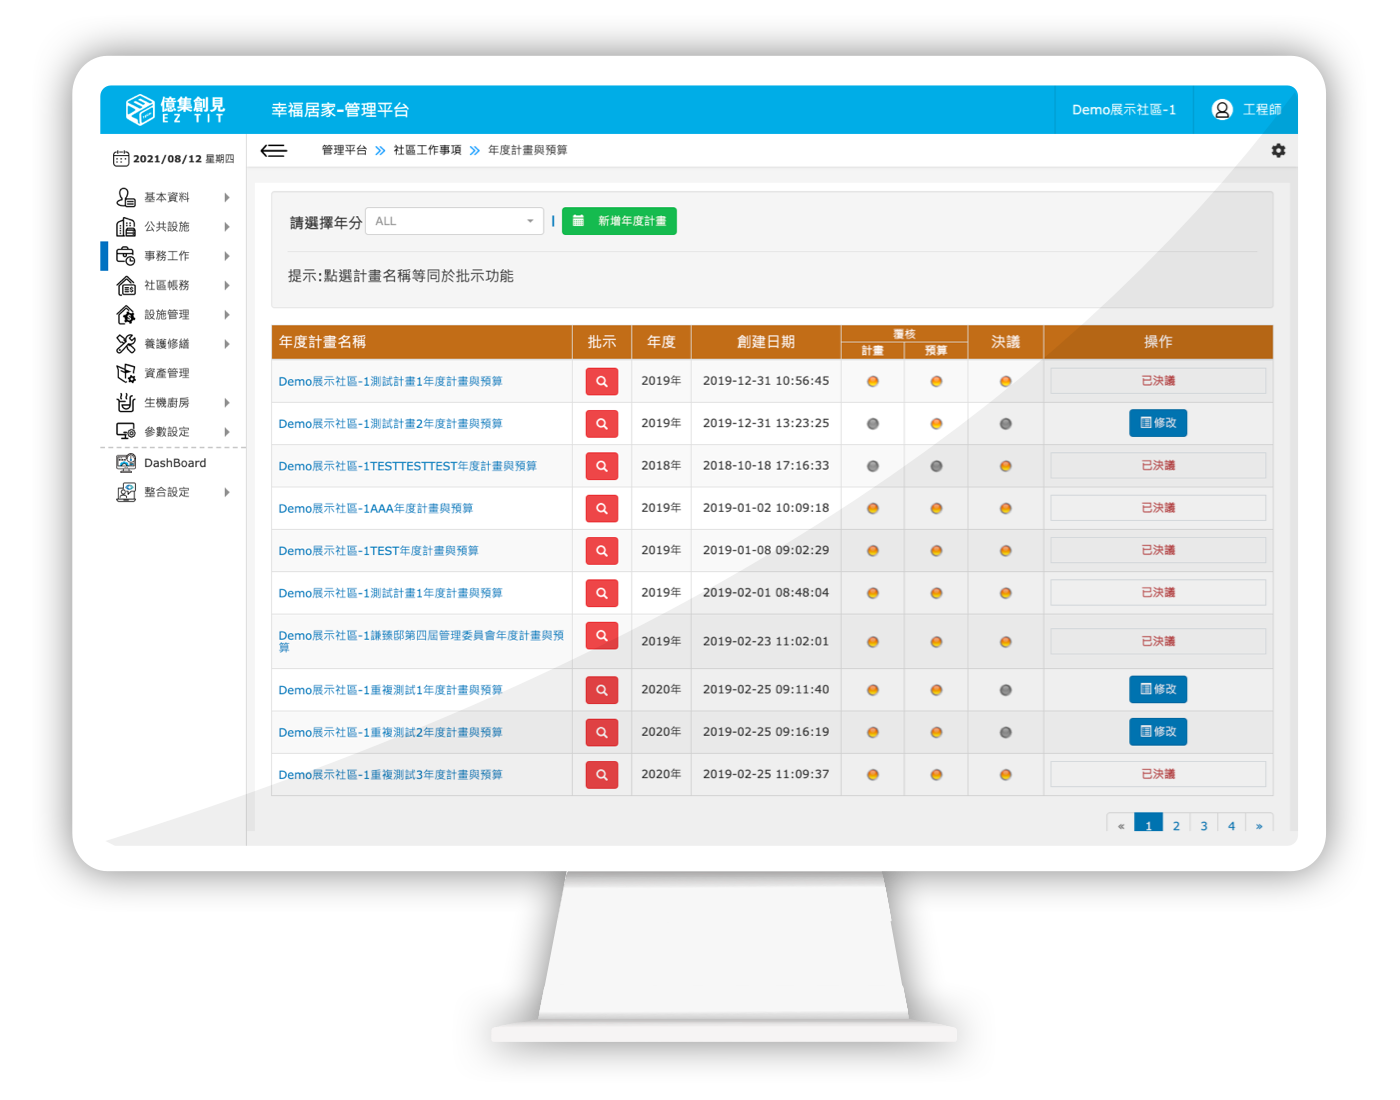 億集創見
EZ TIT
幸福居家-管理平台
Demo展示社區-1
工程師
2021/08/12 星期四
管理平台 社區工作事項 年度計畫與預算
基本資料
公共設施
事務工作
社區帳務
設施管理
養護修繕
資產管理
生機廚房
參數設定
DashBoard
整合設定
請選擇年分 ALL
新增年度計畫
提示:點選計畫名稱等同於批示功能
年度計畫名稱 批示 年度 創建日期 覆核 決議 操作
計畫 預算
Demo展示社區-1測試計畫1年度計畫與預算 2019年 2019-12-31 10:56:45 已決議
Demo展示社區-1測試計畫2年度計畫與預算 2019年 2019-12-31 13:23:25 修改
Demo展示社區-1TESTTESTTEST年度計畫與預算 2018年 2018-10-18 17:16:33 已決議
Demo展示社區-1AAA年度計畫與預算 2019年 2019-01-02 10:09:18 已決議
Demo展示社區-1TEST年度計畫與預算 2019年 2019-01-08 09:02:29 已決議
Demo展示社區-1測試計畫1年度計畫與預算 2019年 2019-02-01 08:48:04 已決議
Demo展示社區-1謙臻邸第四屆管理委員會年度計畫與預
算 2019年 2019-02-23 11:02:01 已決議
Demo展示社區-1重複測試1年度計畫與預算 2020年 2019-02-25 09:11:40 修改
Demo展示社區-1重複測試2年度計畫與預算 2020年 2019-02-25 09:16:19 修改
Demo展示社區-1重複測試3年度計畫與預算 2020年 2019-02-25 11:09:37 已決議
« 1 2 3 4 »